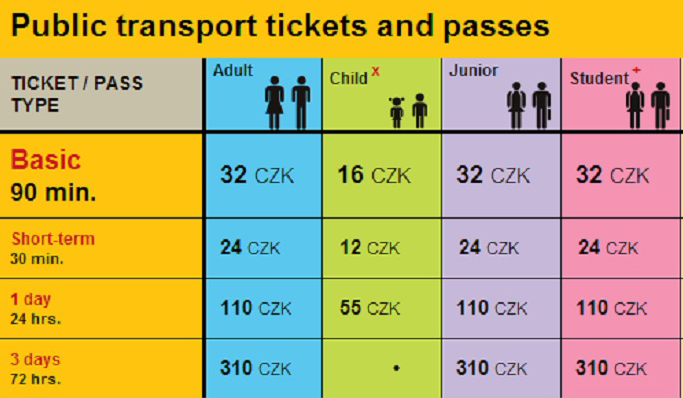 Public transport tickets and passes
TICKET / PASS TYPE Adult Child x Junior Student +
Basic
90 min. 32 CZK 16 CZK 32 CZK 32 CZK
Short-term
30 min. 24 CZK 12 CZK 24 CZK 24 CZK
1 day
24 hrs. 110 CZK 55 CZK 110 CZK 110 CZK
3 days
72 hrs. 310 CZK • 310 CZK 310 CZK